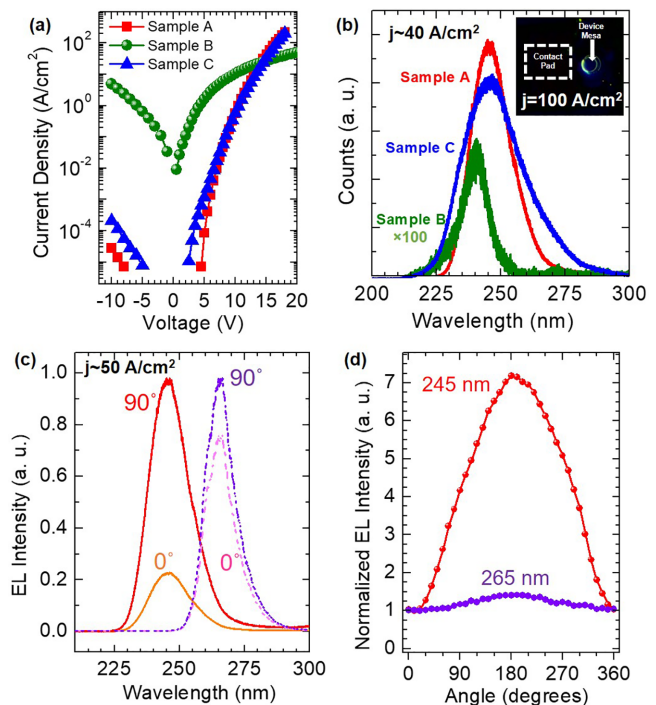 (a)
Sample A
Sample B
Sample C
Current Density (A/cm²)
10²
10⁰
10⁻²
10⁻⁴
-10 -5 0 5 10 15 20
Voltage (V)
(b) j~40 A/cm²
Device
Mesa
Contact
Pad
j=100 A/cm²
Sample A
Sample C
Sample B
×100
Counts (a. u.)
200 225 250 275 300
Wavelength (nm)
(c) j~50 A/cm²
90°
90°
0°
0°
EL Intensity (a. u.)
1.0
0.8
0.6
0.4
0.2
0.0
225 250 275 300
Wavelength (nm)
(d)
245 nm
265 nm
Normalized EL Intensity (a. u.)
7
6
5
4
3
2
1
0
0 90 180 270 360
Angle (degrees)